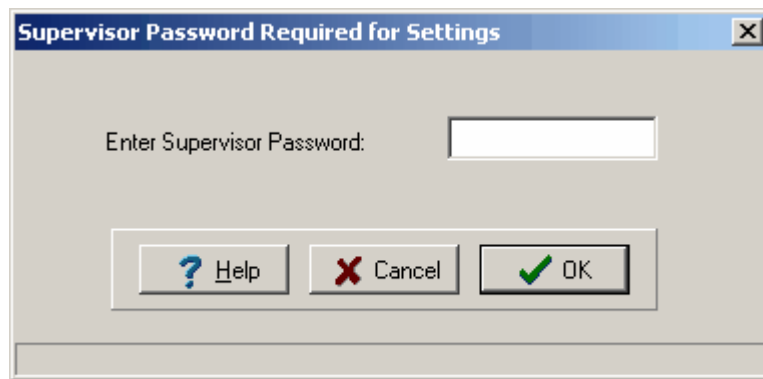 Supervisor Password Required for Settings
Enter Supervisor Password:
? Help
Cancel
OK